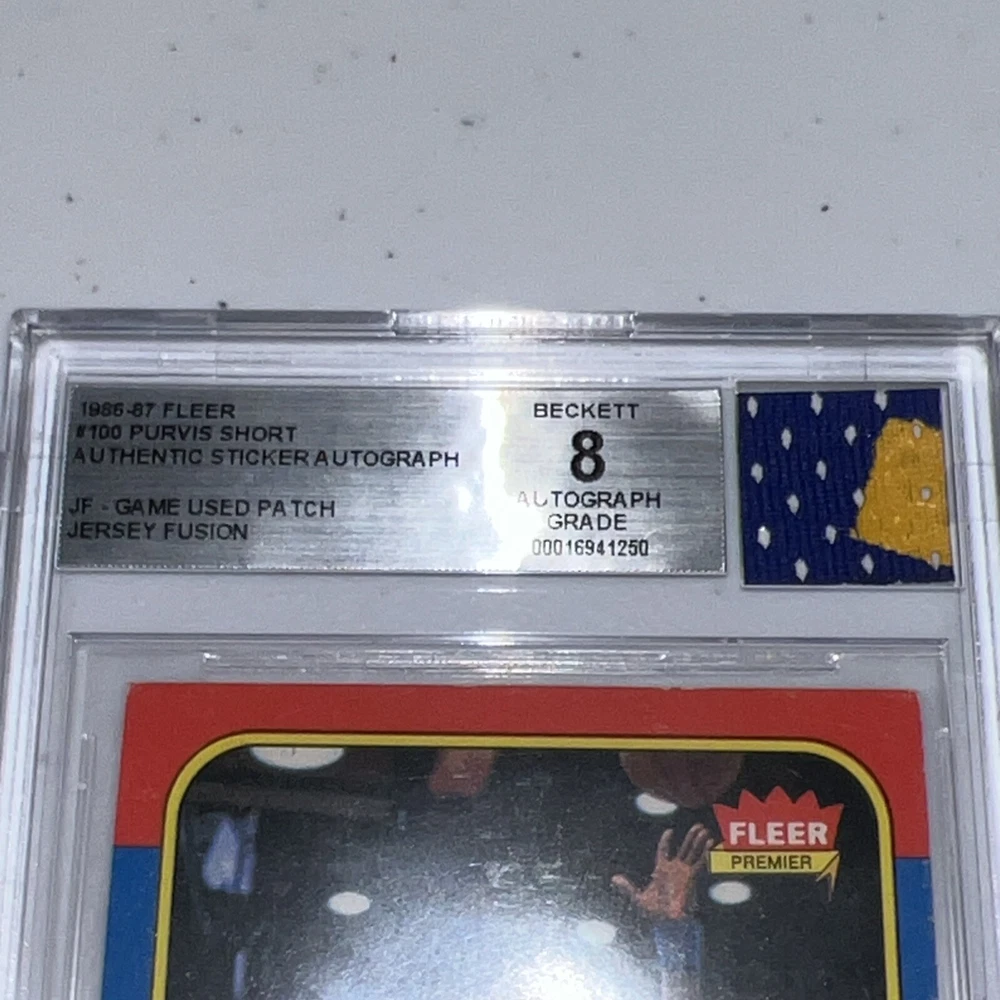 1986-87 FLEER
#100 PURVIS SHORT
AUTHENTIC STICKER AUTOGRAPH
JF - GAME USED PATCH
JERSEY FUSION
BECKETT
8
AUTOGRAPH
GRADE
00016941250
FLEER
PREMIER